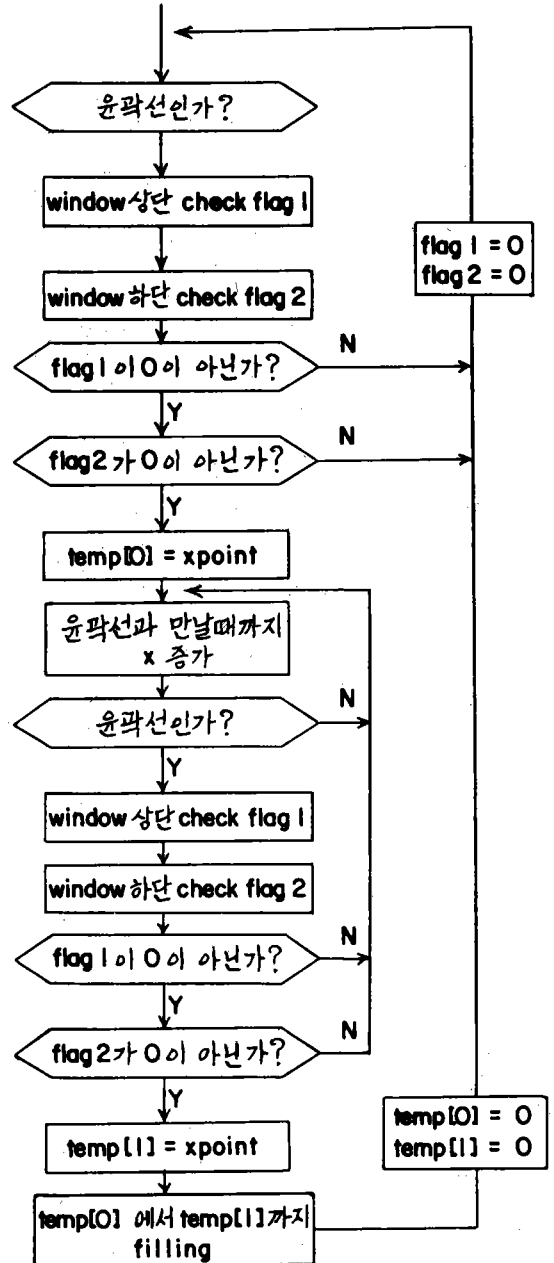 윤곽선인가?
window 상단 check flag 1
flag 1 = 0
flag 2 = 0
window 하단 check flag 2
flag 1 이 0 이 아닌가?
N
Y
flag2 가 0 이 아닌가?
N
Y
temp[0] = xpoint
윤곽선과 만날때까지
x 증가
윤곽선인가?
N
Y
window 상단 check flag 1
window 하단 check flag 2
flag 1 이 0 이 아닌가?
N
Y
flag 2 가 0 이 아닌가?
N
Y
temp[0] = 0
temp[1] = 0
temp [1] = xpoint
temp[0] 에서 temp[1] 까지
filling